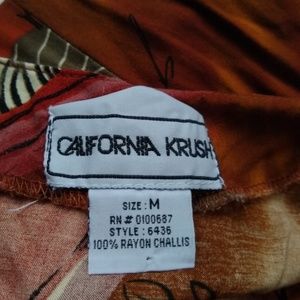 CALIFORNIA KRUSH
SIZE : M
RN # 0100687
STYLE : 6436
100% RAYON CHALLIS